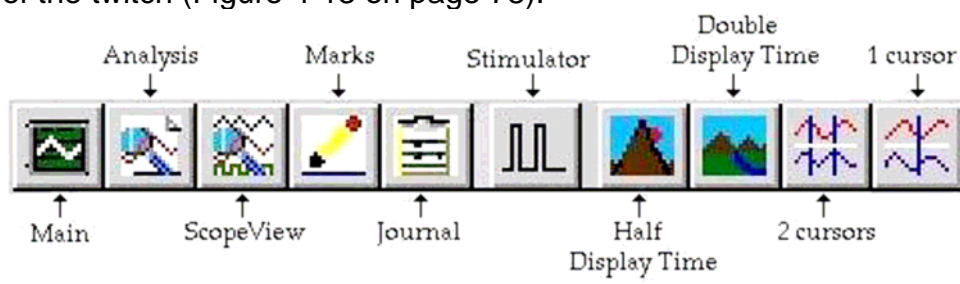 of the twitch (Figure on page
Double
Analysis Marks Stimulator Display Time 1 cursor
Main ScopeView Journal Half 2 cursors
Display Time